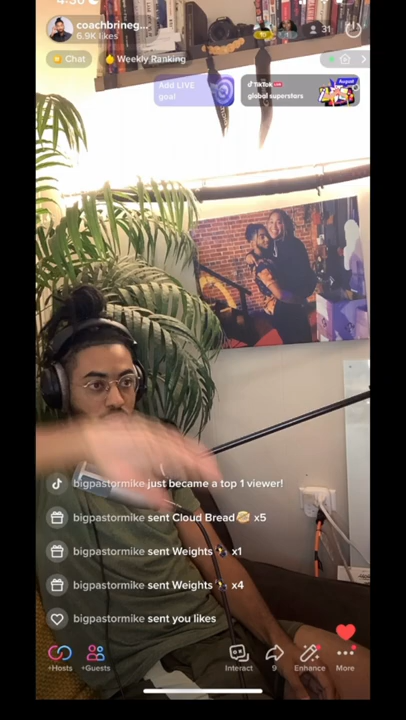 coachbrineg...
6.9K likes
31
Chat
Weekly Ranking
Add LIVE
goal
TikTok LIVE
global superstars
August
bigpastormike just became a top 1 viewer!
bigpastormike sent Cloud Bread x5
bigpastormike sent Weights x1
bigpastormike sent Weights x4
bigpastormike sent you likes
+Hosts
+Guests
Interact
9
Enhance
More